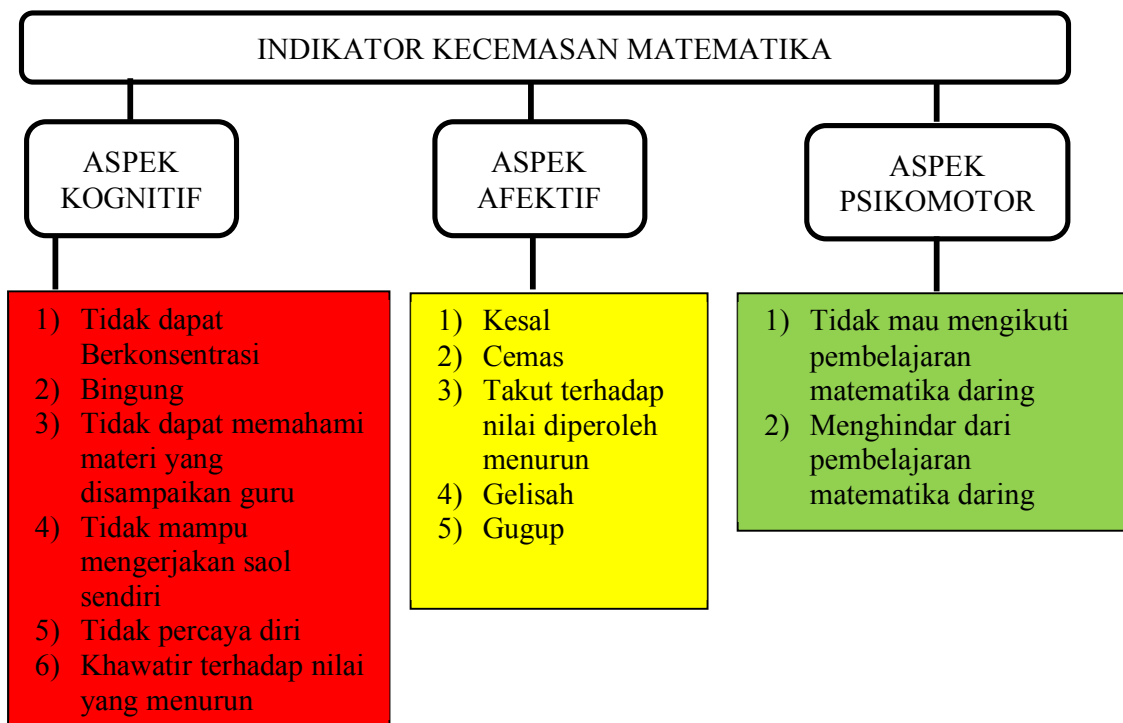 INDIKATOR KECEMASAN MATEMATIKA
ASPEK
KOGNITIF
ASPEK
AFEKTIF
ASPEK
PSIKOMOTOR
1) Tidak dapat
Berkonsentrasi
2) Bingung
3) Tidak dapat memahami
materi yang
disampaikan guru
4) Tidak mampu
mengerjakan saol
sendiri
5) Tidak percaya diri
6) Khawatir terhadap nilai
yang menurun
1) Kesal
2) Cemas
3) Takut terhadap
nilai diperoleh
menurun
4) Gelisah
5) Gugup
1) Tidak mau mengikuti
pembelajaran
matematika daring
2) Menghindar dari
pembelajaran
matematika daring